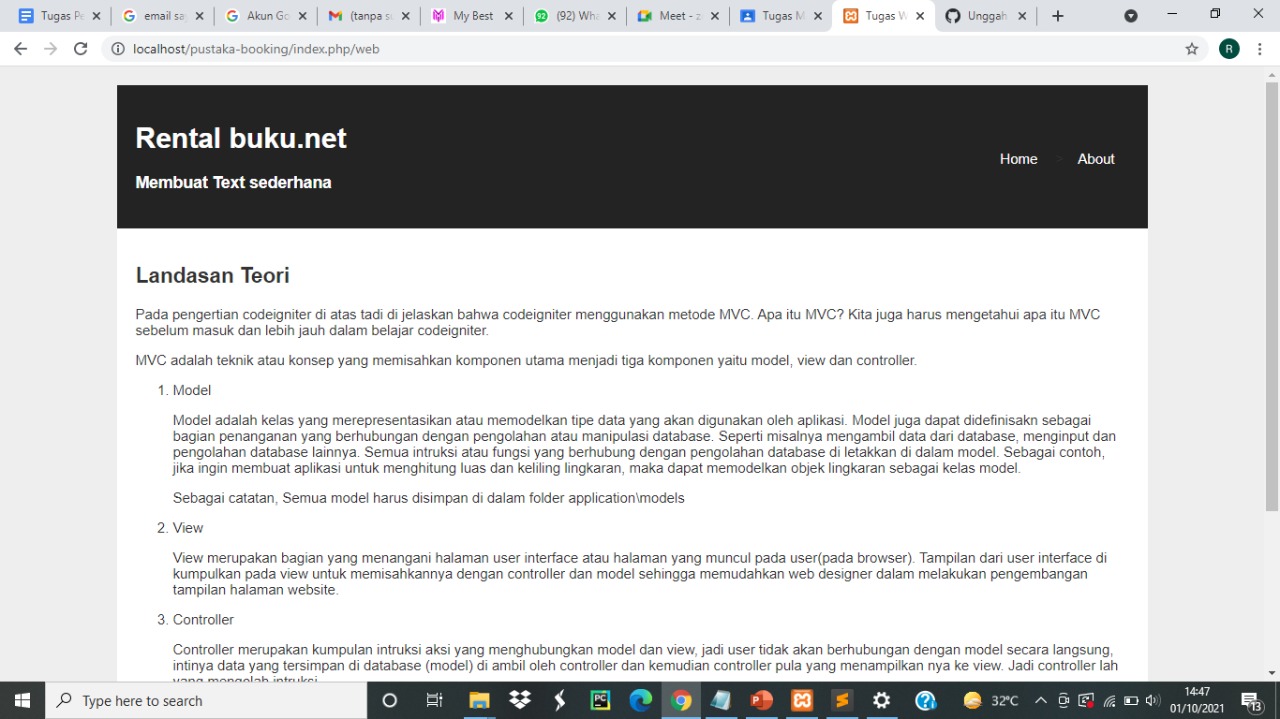 Tugas Pe
email sa
Akun Go
(tanpa su
My Best
(92) Wha
Meet - z
Tugas M
Tugas W
Unggah
localhost/pustaka-booking/index.php/web
R
Rental buku.net
Membuat Text sederhana
Home > About
Landasan Teori
Pada pengertian codeigniter di atas tadi di jelaskan bahwa codeigniter menggunakan metode MVC. Apa itu MVC? Kita juga harus mengetahui apa itu MVC
sebelum masuk dan lebih jauh dalam belajar codeigniter.
MVC adalah teknik atau konsep yang memisahkan komponen utama menjadi tiga komponen yaitu model, view dan controller.
1. Model
Model adalah kelas yang merepresentasikan atau memodelkan tipe data yang akan digunakan oleh aplikasi. Model juga dapat didefinisakn sebagai
bagian penanganan yang berhubungan dengan pengolahan atau manipulasi database. Seperti misalnya mengambil data dari database, menginput dan
pengolahan database lainnya. Semua intruksi atau fungsi yang berhubung dengan pengolahan database di letakkan di dalam model. Sebagai contoh,
jika ingin membuat aplikasi untuk menghitung luas dan keliling lingkaran, maka dapat memodelkan objek lingkaran sebagai kelas model.
Sebagai catatan, Semua model harus disimpan di dalam folder application\models
2. View
View merupakan bagian yang menangani halaman user interface atau halaman yang muncul pada user(pada browser). Tampilan dari user interface di
kumpulkan pada view untuk memisahkannya dengan controller dan model sehingga memudahkan web designer dalam melakukan pengembangan
tampilan halaman website.
3. Controller
Controller merupakan kumpulan intruksi aksi yang menghubungkan model dan view, jadi user tidak akan berhubungan dengan model secara langsung,
intinya data yang tersimpan di database (model) di ambil oleh controller dan kemudian controller pula yang menampilkan nya ke view. Jadi controller lah
yang mengolah intruksi.
Type here to search
PC
32°C
14:47
01/10/2021
13